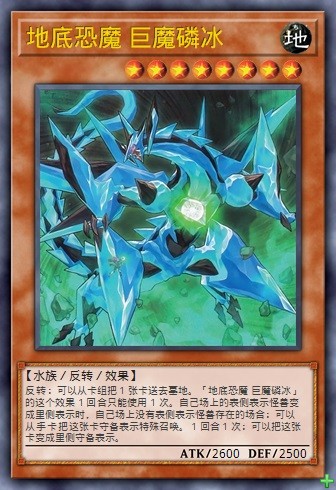 地底恐魔 巨魔磷冰
地
【水族／反转／效果】
反转：可以从卡组把 1 张卡送去墓地。「地底恐魔 巨魔磷冰」
的这个效果 1 回合只能使用 1 次。自己场上的表侧表示怪兽变
成里侧表示时，自己场上没有表侧表示怪兽存在的场合；可以
从手卡把这张卡守备表示特殊召唤。1 回合 1 次；可以把这张
卡变成里侧守备表示。
ATK/2600 DEF/2500